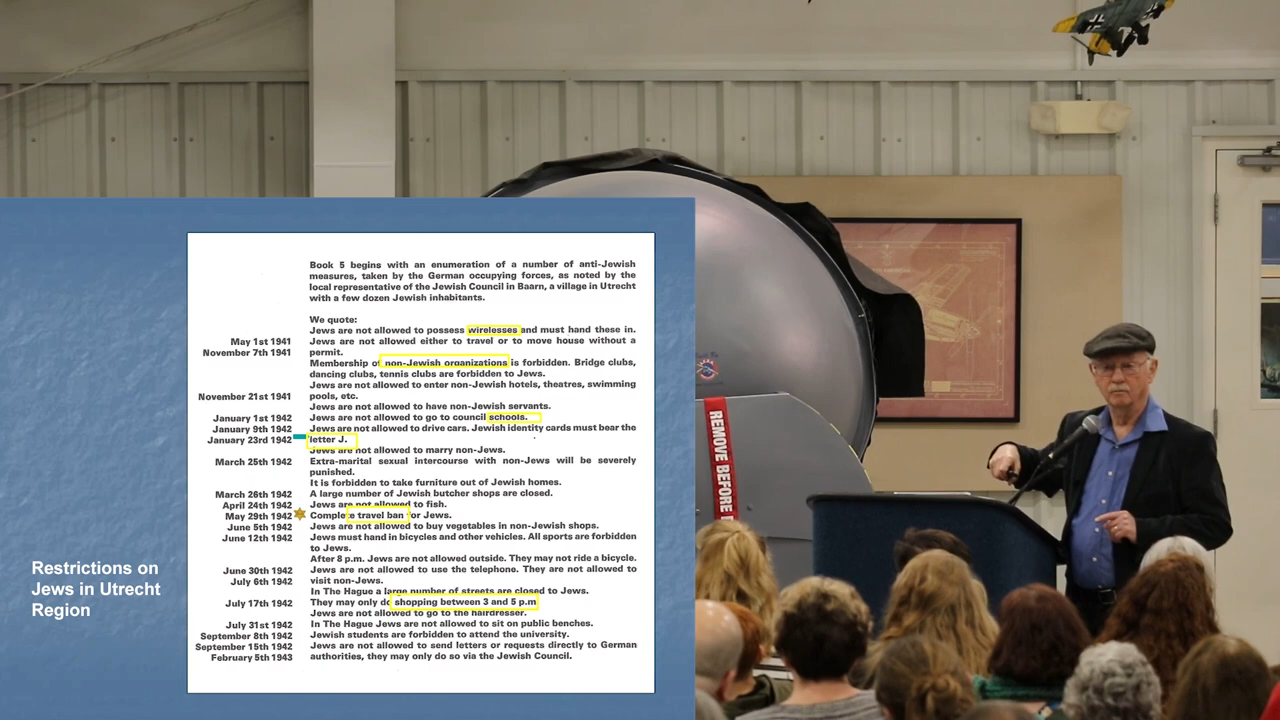 Book 5 begins with an enumeration of a number of anti-Jewish
measures, taken by the German occupying forces, as noted by the
local representative of the Jewish Council in Baarn, a village in Utrecht
with a few dozen Jewish inhabitants.
We quote:
Jews are not allowed to possess wirelesses and must hand these in.
May 1st 1941 Jews are not allowed either to travel or to move house without a
November 7th 1941 permit.
Membership of non-Jewish organizations is forbidden. Bridge clubs,
dancing clubs, tennis clubs are forbidden to Jews.
Jews are not allowed to enter non-Jewish hotels, theatres, swimming
November 21st 1941 pools, etc.
Jews are not allowed to have non-Jewish servants.
January 1st 1942 Jews are not allowed to go to council schools.
January 9th 1942 Jews are not allowed to drive cars. Jewish identity cards must bear the
January 23rd 1942 letter J.
Jews are not allowed to marry non-Jews.
March 25th 1942 Extra-marital sexual intercourse with non-Jews will be severely
punished.
It is forbidden to take furniture out of Jewish homes.
March 26th 1942 A large number of Jewish butcher shops are closed.
April 24th 1942 Jews are not allowed to fish.
May 29th 1942 Complete travel ban for Jews.
June 5th 1942 Jews are not allowed to buy vegetables in non-Jewish shops.
June 12th 1942 Jews must hand in bicycles and other vehicles. All sports are forbidden
to Jews.
After 8 p.m. Jews are not allowed outside. They may not ride a bicycle.
June 30th 1942 Jews are not allowed to use the telephone. They are not allowed to
July 6th 1942 visit non-Jews.
In The Hague a large number of streets are closed to Jews.
July 17th 1942 They may only do shopping between 3 and 5 p.m
Jews are not allowed to go to the hairdresser.
July 31st 1942 In The Hague Jews are not allowed to sit on public benches.
September 8th 1942 Jewish students are forbidden to attend the university.
September 15th 1942 Jews are not allowed to send letters or requests directly to German
February 5th 1943 authorities, they may only do so via the Jewish Council.
Restrictions on
Jews in Utrecht
Region
REMOVE BEFORE